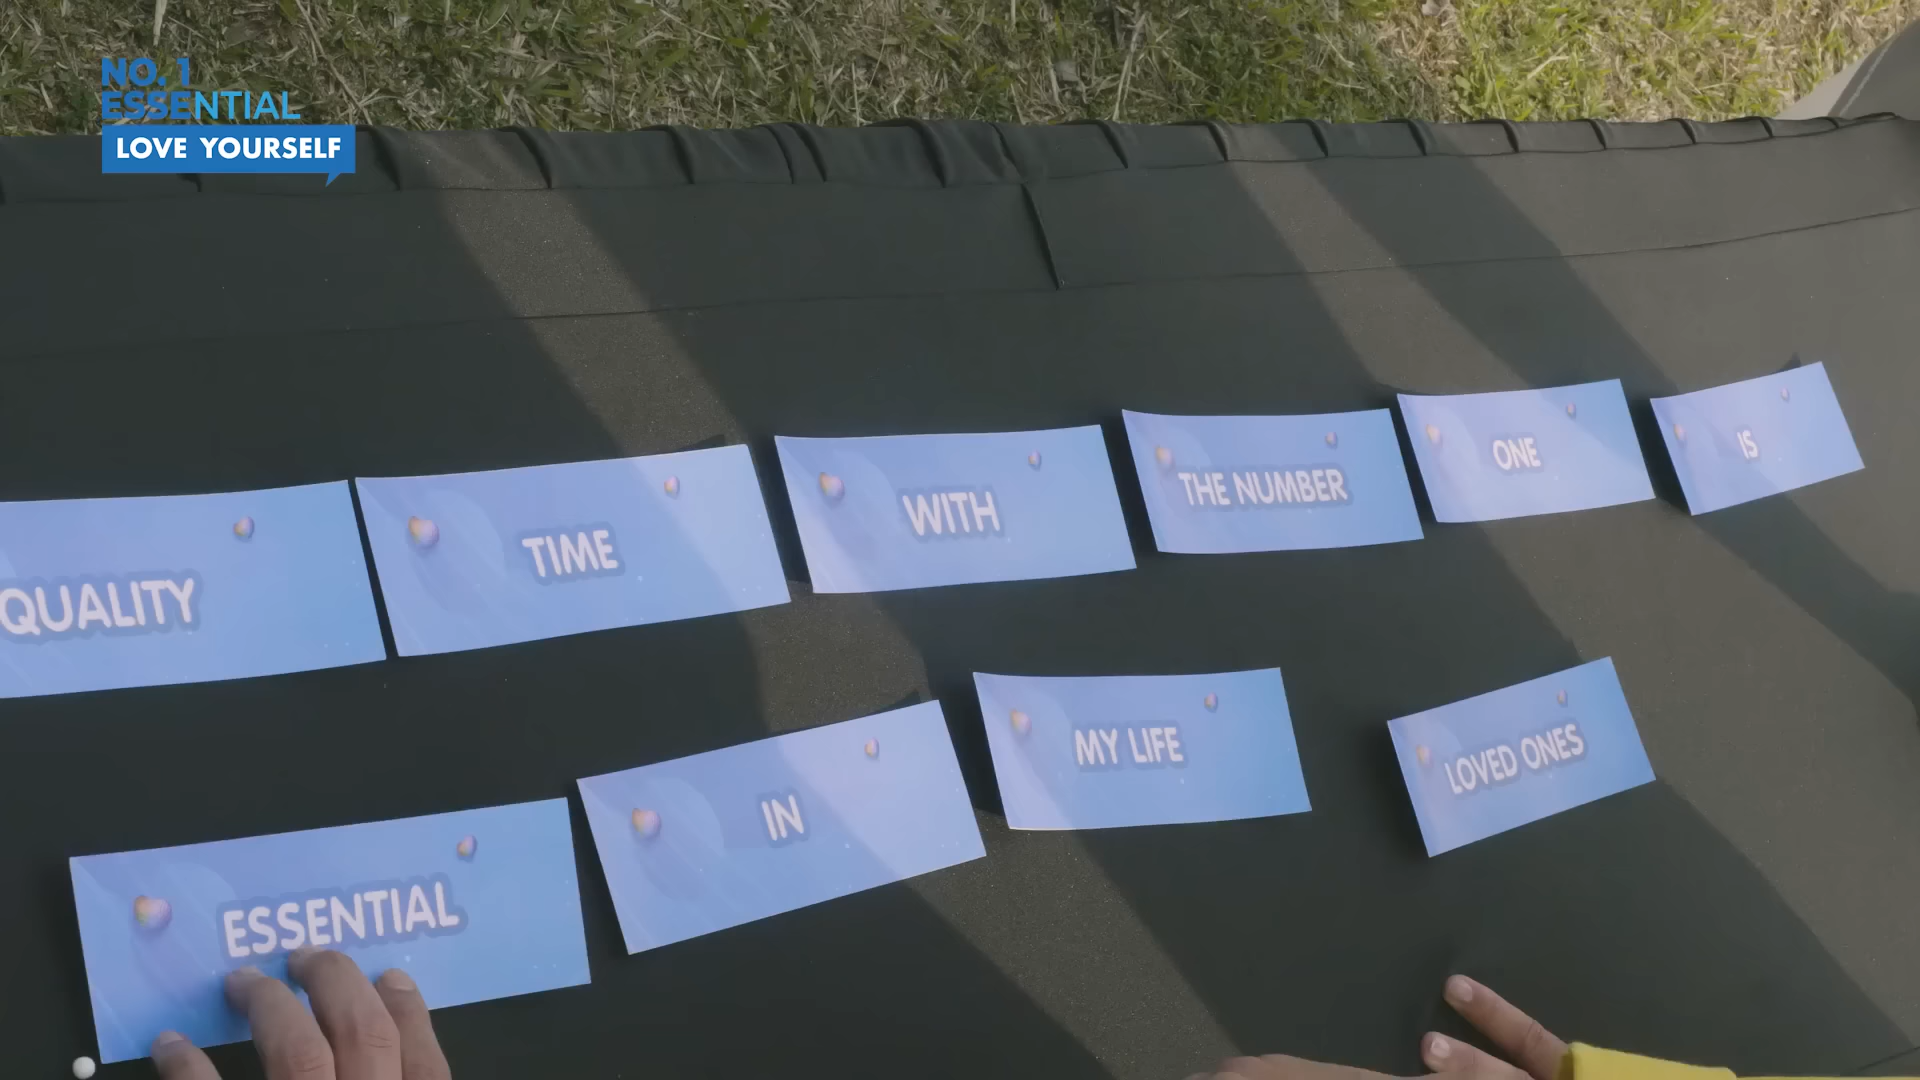 NO. 1
ESSENTIAL
LOVE YOURSELF
QUALITY TIME WITH THE NUMBER ONE IS
ESSENTIAL IN MY LIFE LOVED ONES